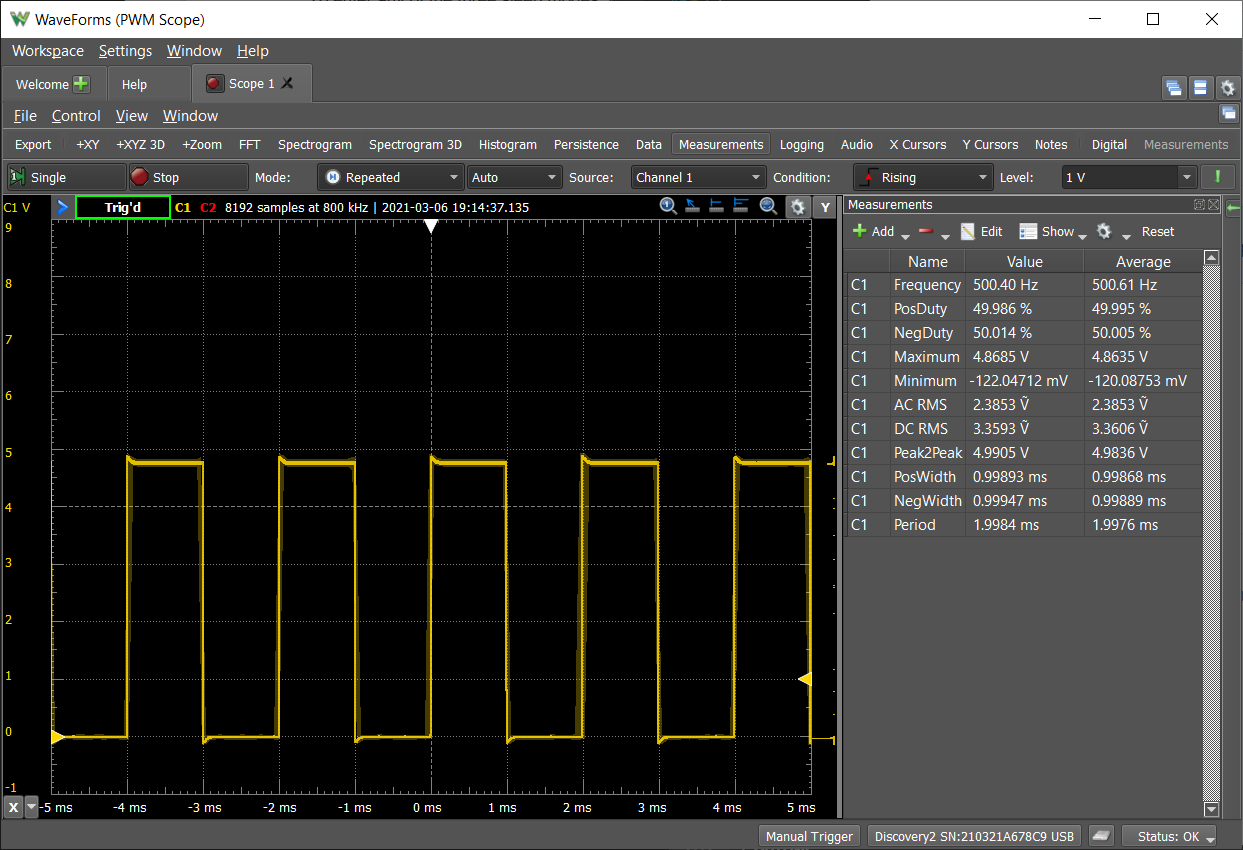 WaveForms (PWM Scope)
Workspace Settings Window Help
Welcome Help Scope 1
File Control View Window
Export +XY +XYZ 3D +Zoom FFT Spectrogram Spectrogram 3D Histogram Persistence Data Measurements Logging Audio X Cursors Y Cursors Notes Digital Measurements
Single Stop Mode: Repeated Auto Source: Channel 1 Condition: Rising Level: 1 V
C1 V Trig'd C1 C2 8192 samples at 800 kHz | 2021-03-06 19:14:37.135 Y
9
8
7
6
5
4
3
2
1
0
-1
X -5 ms -4 ms -3 ms -2 ms -1 ms 0 ms 1 ms 2 ms 3 ms 4 ms 5 ms
Measurements
Add Edit Show Reset
Name Value Average
C1 Frequency 500.40 Hz 500.61 Hz
C1 PosDuty 49.986 % 49.995 %
C1 NegDuty 50.014 % 50.005 %
C1 Maximum 4.8685 V 4.8635 V
C1 Minimum -122.04712 mV -120.08753 mV
C1 AC RMS 2.3853 Ṽ 2.3853 Ṽ
C1 DC RMS 3.3593 Ṽ 3.3606 Ṽ
C1 Peak2Peak 4.9905 V 4.9836 V
C1 PosWidth 0.99893 ms 0.99868 ms
C1 NegWidth 0.99947 ms 0.99889 ms
C1 Period 1.9984 ms 1.9976 ms
Manual Trigger Discovery2 SN:210321A678C9 USB Status: OK